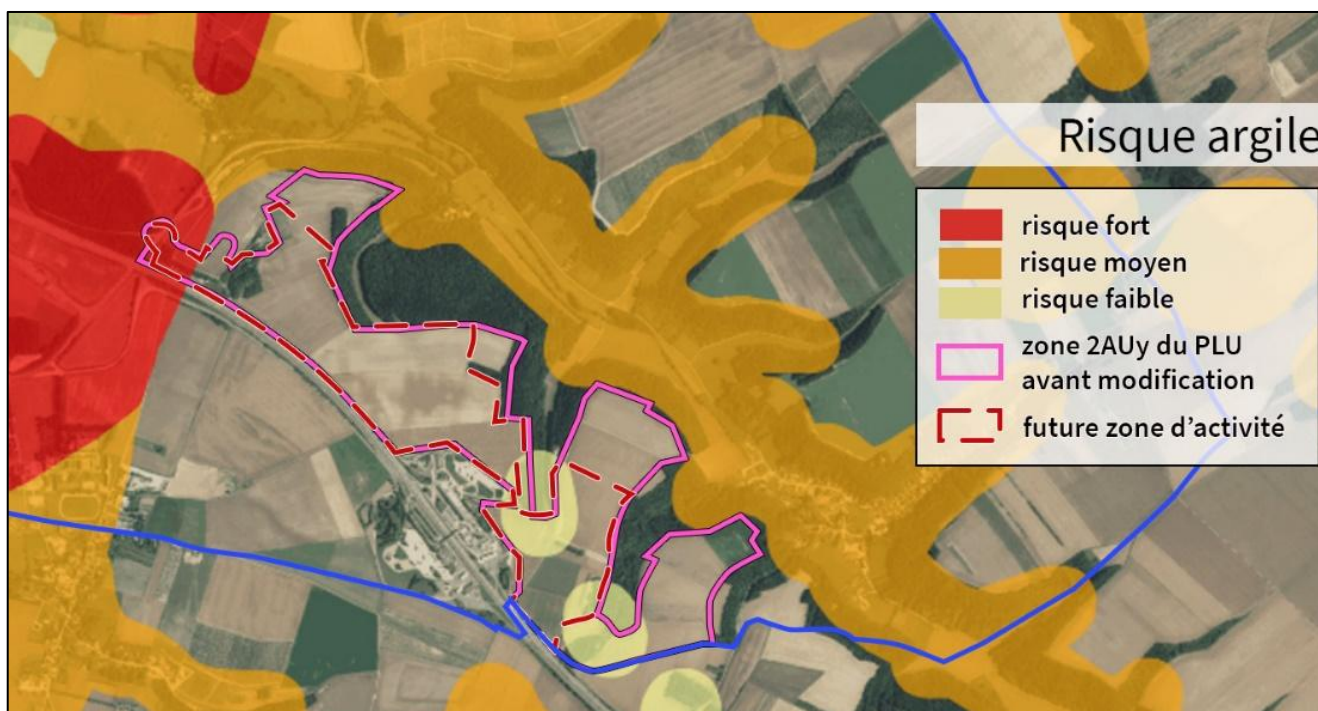 Risque argile
risque fort
risque moyen
risque faible
zone 2AUy du PLU
avant modification
future zone d’activité